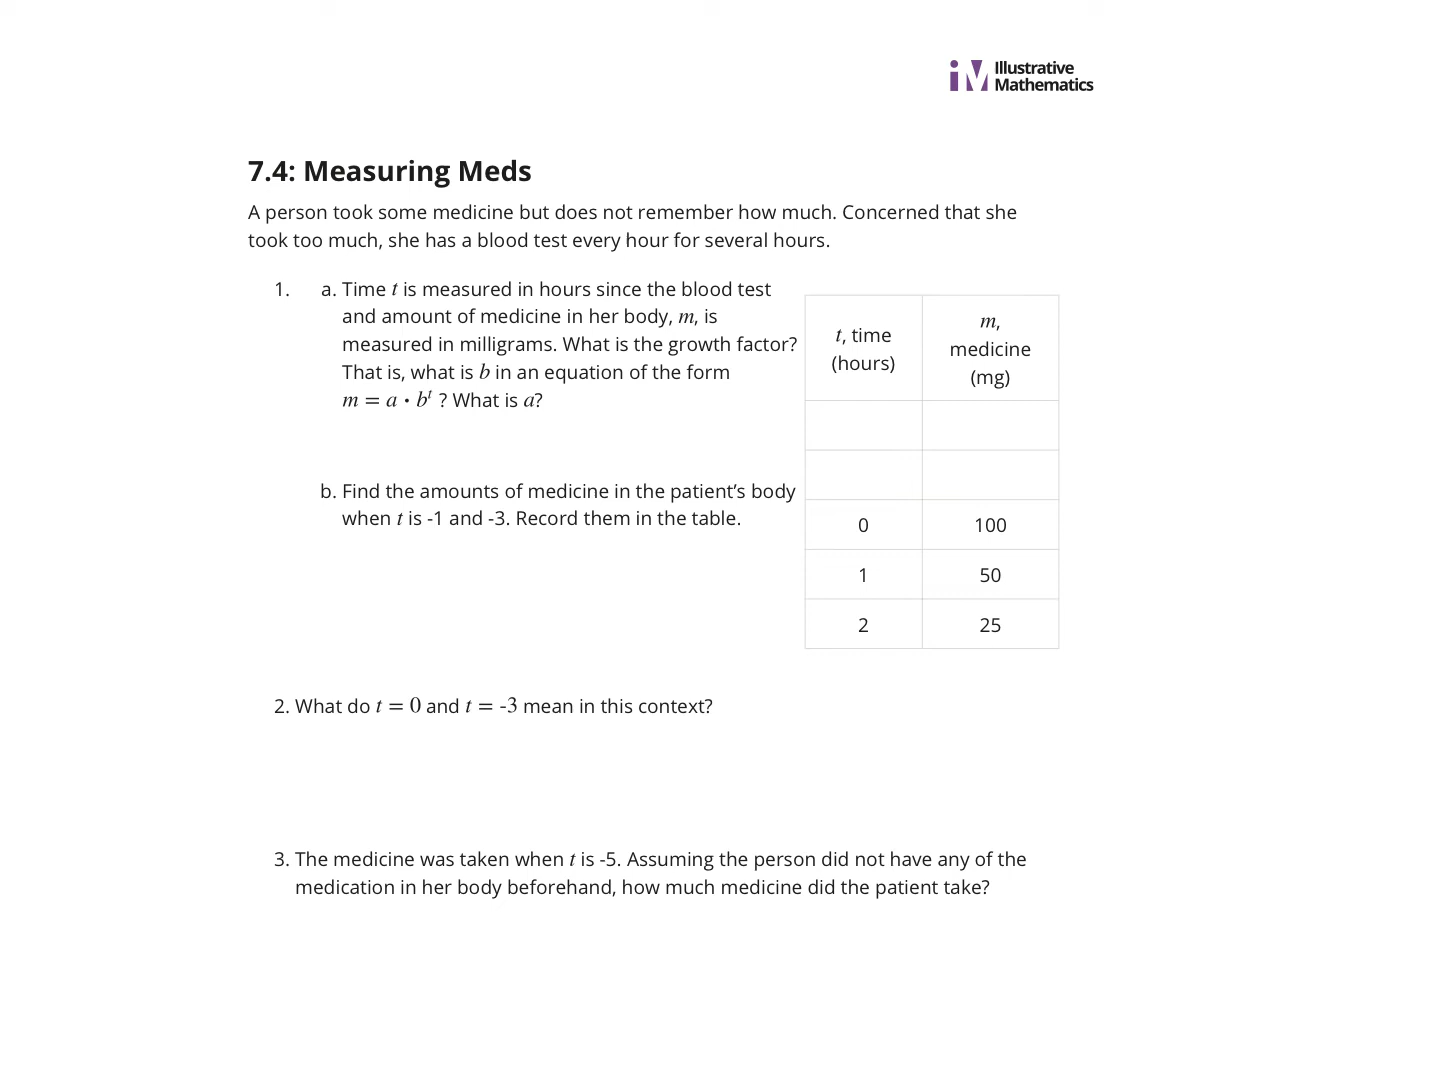 Illustrative
Mathematics
7.4: Measuring Meds
A person took some medicine but does not remember how much. Concerned that she
took too much, she has a blood test every hour for several hours.
1. a. Time t is measured in hours since the blood test
and amount of medicine in her body, m, is
measured in milligrams. What is the growth factor?
That is, what is b in an equation of the form
m = a · bᵗ ? What is a?
b. Find the amounts of medicine in the patient’s body
when t is -1 and -3. Record them in the table.
t, time
(hours)
m,
medicine
(mg)
0 100
1 50
2 25
2. What do t = 0 and t = -3 mean in this context?
3. The medicine was taken when t is -5. Assuming the person did not have any of the
medication in her body beforehand, how much medicine did the patient take?